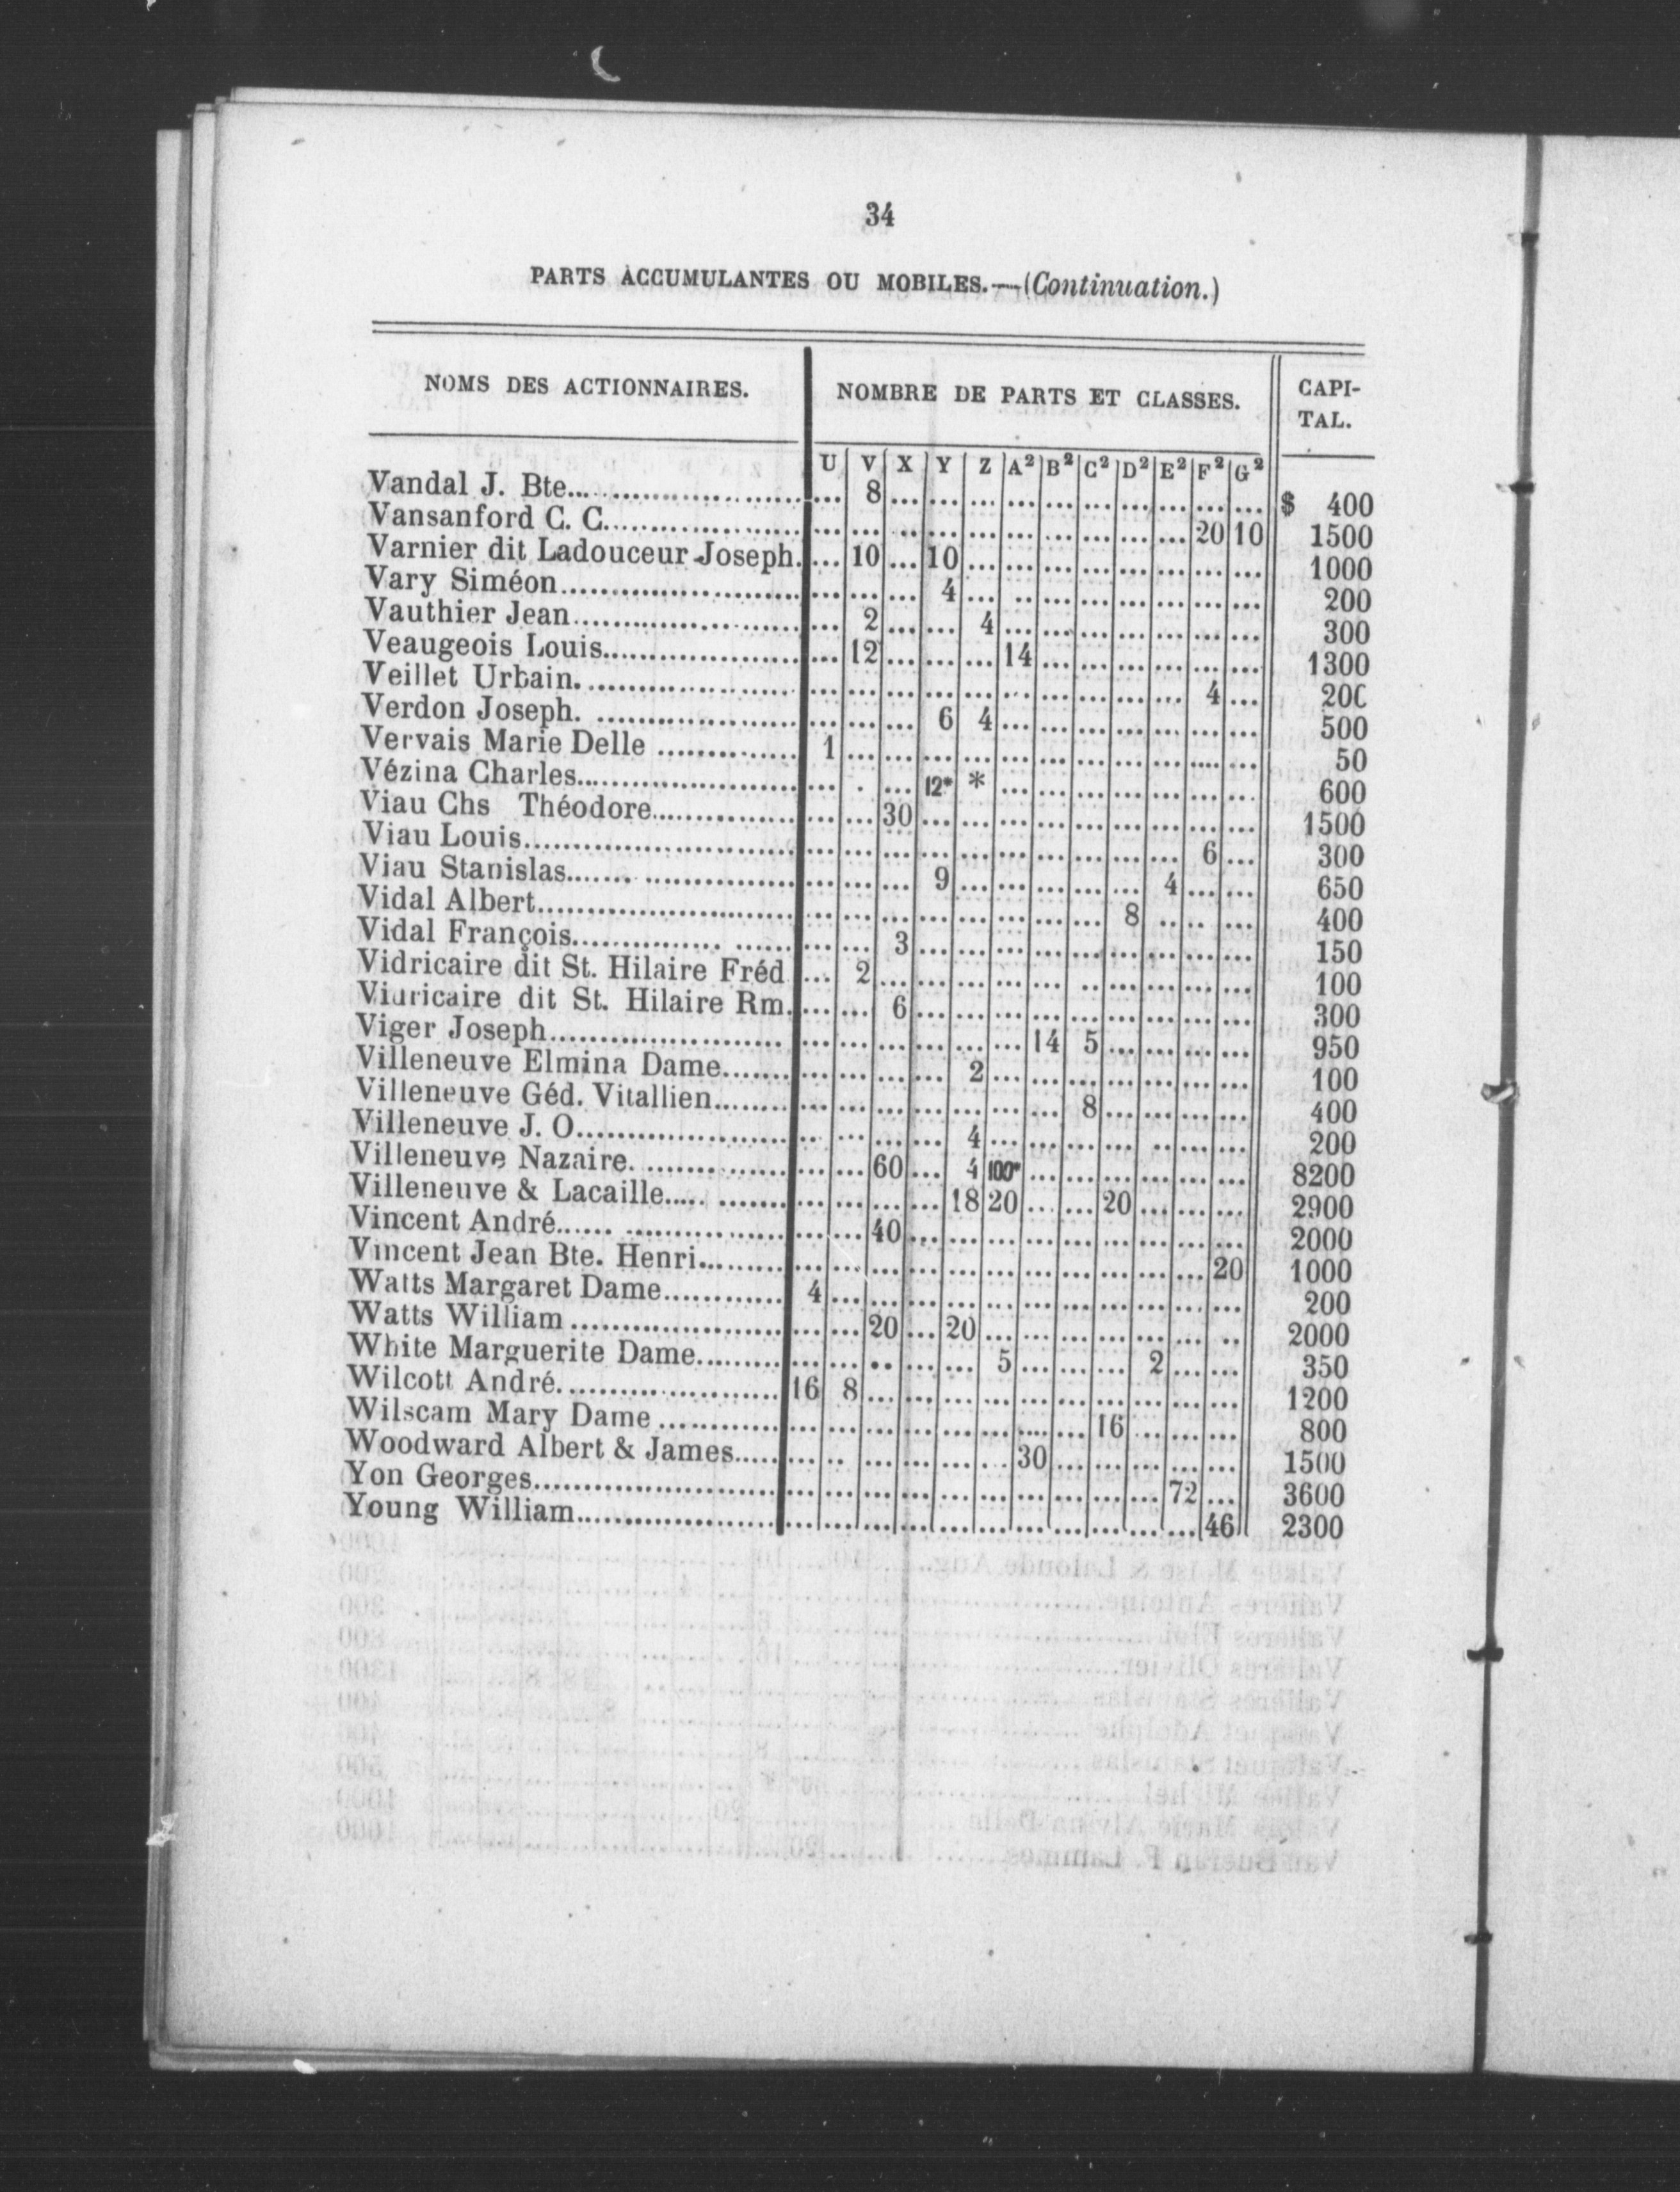 34
PARTS ACCUMULANTES OU MOBILES.—(Continuation.)
NOMS DES ACTIONNAIRES. NOMBRE DE PARTS ET CLASSES. CAPI-
TAL.
U V X Y Z A² B² C² D² E² F² G²
Vandal J. Bte... 8 $ 400
Vansanford C. C... 20 10 1500
Varnier dit Ladouceur Joseph. 10 10 1000
Vary Siméon... 4 200
Vauthier Jean... 2 4 300
Veaugeois Louis... 12 14 1300
Veillet Urbain... 4 200
Verdon Joseph... 6 4 500
Vervais Marie Delle ... 1 50
Vézina Charles... 12* * 600
Viau Chs Théodore... 30 1500
Viau Louis... 6 300
Viau Stanislas... 9 4 650
Vidal Albert... 8 400
Vidal François... 3 150
Vidricaire dit St. Hilaire Fréd 2 100
Vidricaire dit St. Hilaire Rm. 6 300
Viger Joseph... 14 5 950
Villeneuve Elmina Dame... 2 100
Villeneuve Géd. Vitallien... 8 400
Villeneuve J. O... 4 200
Villeneuve Nazaire... 60 4 100* 8200
Villeneuve & Lacaille... 18 20 20 2900
Vincent André... 40 2000
Vincent Jean Bte. Henri... 20 1000
Watts Margaret Dame... 4 200
Watts William ... 20 20 2000
White Marguerite Dame... 5 2 350
Wilcott André... 16 8 1200
Wilscam Mary Dame ... 16 800
Woodward Albert & James... 30 1500
Yon Georges... 72 3600
Young William... 46 2300